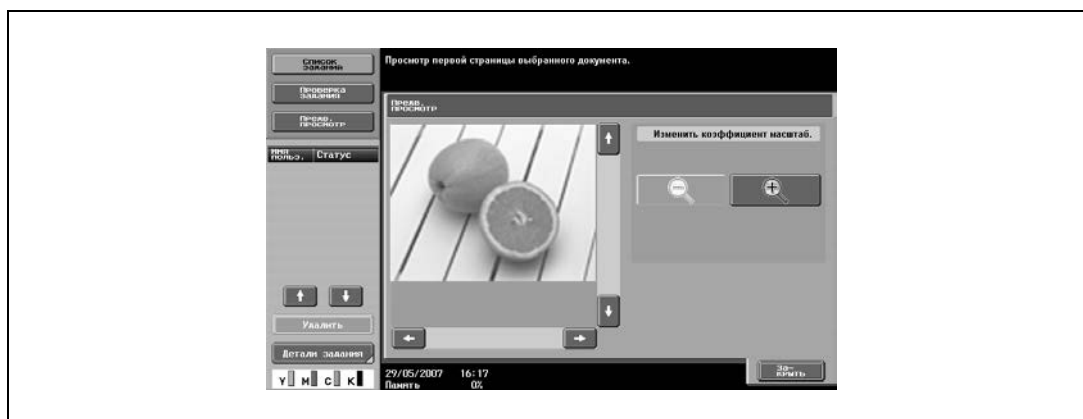 Список
задания
Проверка
задания
Предв.
просмотр
Имя
польз.
Статус
Удалить
Детали задания
Y M C K
Просмотр первой страницы выбранного документа.
Предв.
просмотр
Изменить коэффициент масштаб.
29/05/2007 16:17
Память 0%
За-
крыть